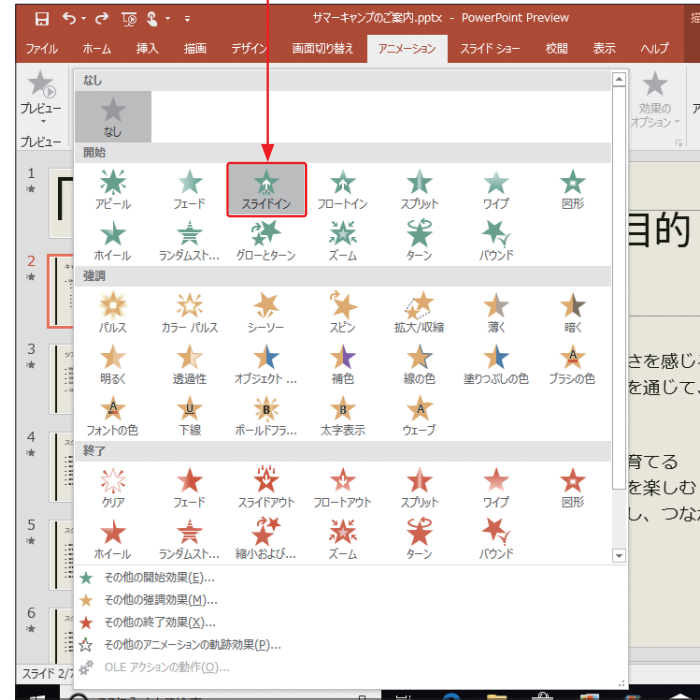 サマーキャンプのご案内.pptx - PowerPoint Preview
ファイル ホーム 挿入 描画 デザイン 画面切り替え アニメーション スライド ショー 校閲 表示 ヘルプ
プレビュー
プレビュー
効果の
オプション
なし
なし
開始
アピール フェード スライドイン フロートイン スプリット ワイプ 図形
ホイール ランダムスト... グローとターン ズーム ターン バウンド
強調
パルス カラー パルス シーソー スピン 拡大/収縮 薄く 暗く
明るく 透過性 オブジェクト ... 補色 線の色 塗りつぶしの色 ブラシの色
フォントの色 下線 ボールドフラ... 太字表示 ウェーブ
終了
クリア フェード スライドアウト フロートアウト スプリット ワイプ 図形
ホイール ランダムスト... 縮小および... ズーム ターン バウンド
その他の開始効果(E)...
その他の強調効果(M)...
その他の終了効果(X)...
その他のアニメーションの軌跡効果(P)...
OLE アクションの動作(O)...
1
2
3
4
5
6
スライド 2/7
目的
さを感じ
を通じて、
育てる
を楽しむ
し、つな